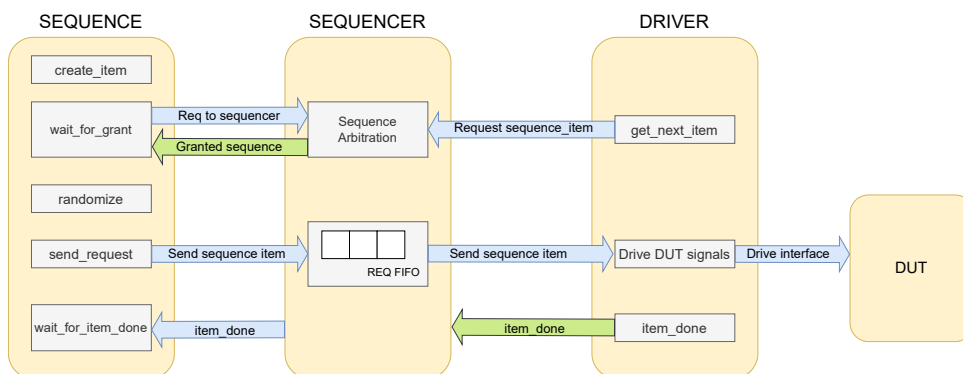 SEQUENCE
SEQUENCER
DRIVER
create_item
wait_for_grant
Req to sequencer
Granted sequence
Sequence
Arbitration
Request sequence_item
get_next_item
randomize
send_request
Send sequence item
REQ FIFO
Send sequence item
Drive DUT signals
Drive interface
DUT
wait_for_item_done
item_done
item_done
item_done